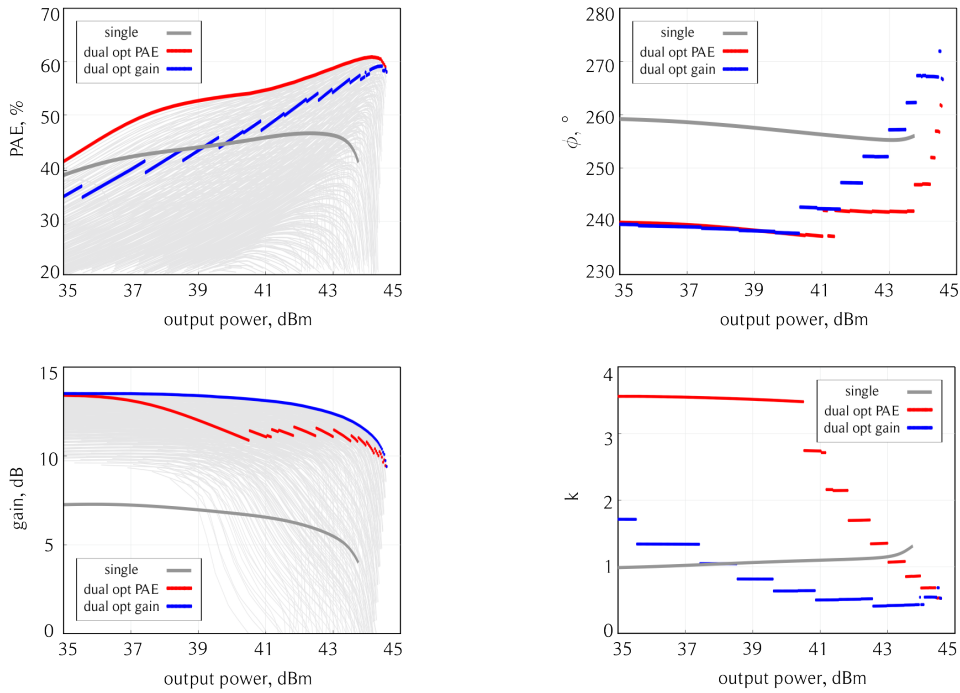 70
60
50
40
30
20
PAE, %
single
dual opt PAE
dual opt gain
35
37
39
41
43
45
output power, dBm
280
270
260
250
240
230
ϕ, °
single
dual opt PAE
dual opt gain
35
37
39
41
43
45
output power, dBm
15
10
5
0
gain, dB
single
dual opt PAE
dual opt gain
35
37
39
41
43
45
output power, dBm
4
3
2
1
0
k
single
dual opt PAE
dual opt gain
35
37
39
41
43
45
output power, dBm